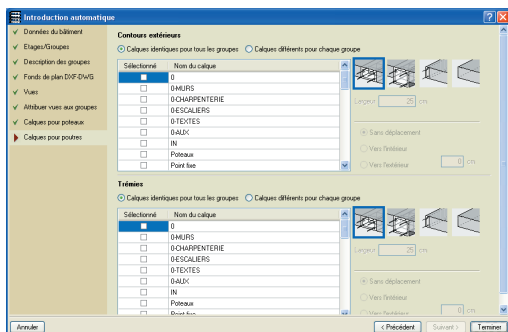 Introduction automatique
Données du bâtiment
Etages/Groupes
Description des groupes
Fonds de plan DXF-DWG
Vues
Attribuer vues aux groupes
Calques pour poteaux
Calques pour poutres
Contours extérieurs
Calques identiques pour tous les groupes Calques différents pour chaque groupe
Sélectionné Nom du calque
0
0-MURS
0-CHARPENTERIE
0-ESCALIERS
0-TEXTES
0-AUX
IN
Poteaux
Point fixe
Largeur 25 cm
Sans déplacement
Vers l'intérieur
Vers l'extérieur 0 cm
Trémies
Calques identiques pour tous les groupes Calques différents pour chaque groupe
Sélectionné Nom du calque
0
0-MURS
0-CHARPENTERIE
0-ESCALIERS
0-TEXTES
0-AUX
IN
Poteaux
Point fixe
Largeur 25 cm
Sans déplacement
Vers l'intérieur
Vers l'extérieur 0 cm
Annuler < Précédent Suivant > Terminer